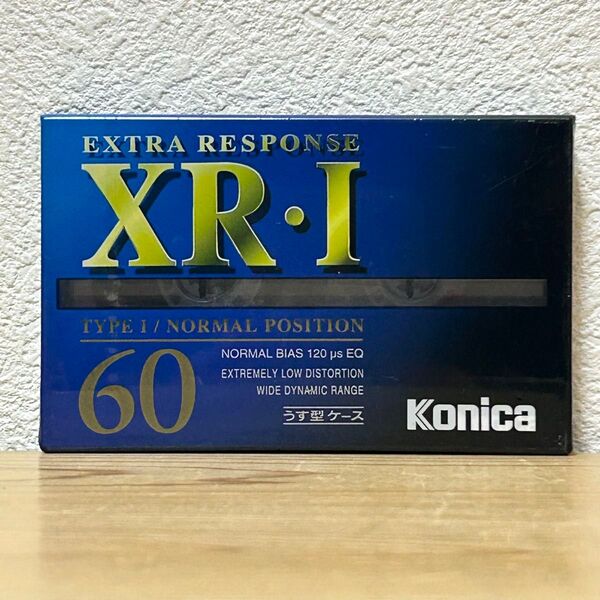 EXTRA RESPONSE
XR・I
TYPE I / NORMAL POSITION
60
NORMAL BIAS 120 μs EQ
EXTREMELY LOW DISTORTION
WIDE DYNAMIC RANGE
うす型 ケース
Konica